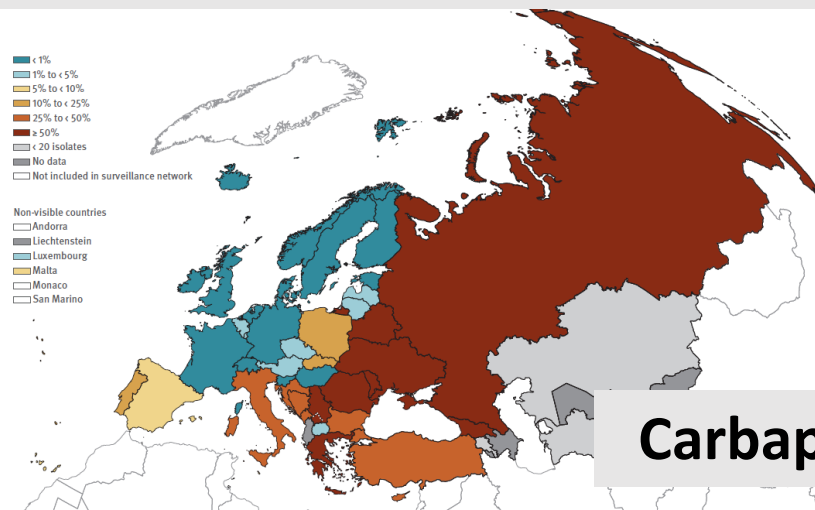 < 1%
1% to < 5%
5% to < 10%
10% to < 25%
25% to < 50%
≥ 50%
< 20 isolates
No data
Not included in surveillance network
Non-visible countries
Andorra
Liechtenstein
Luxembourg
Malta
Monaco
San Marino
Carbap